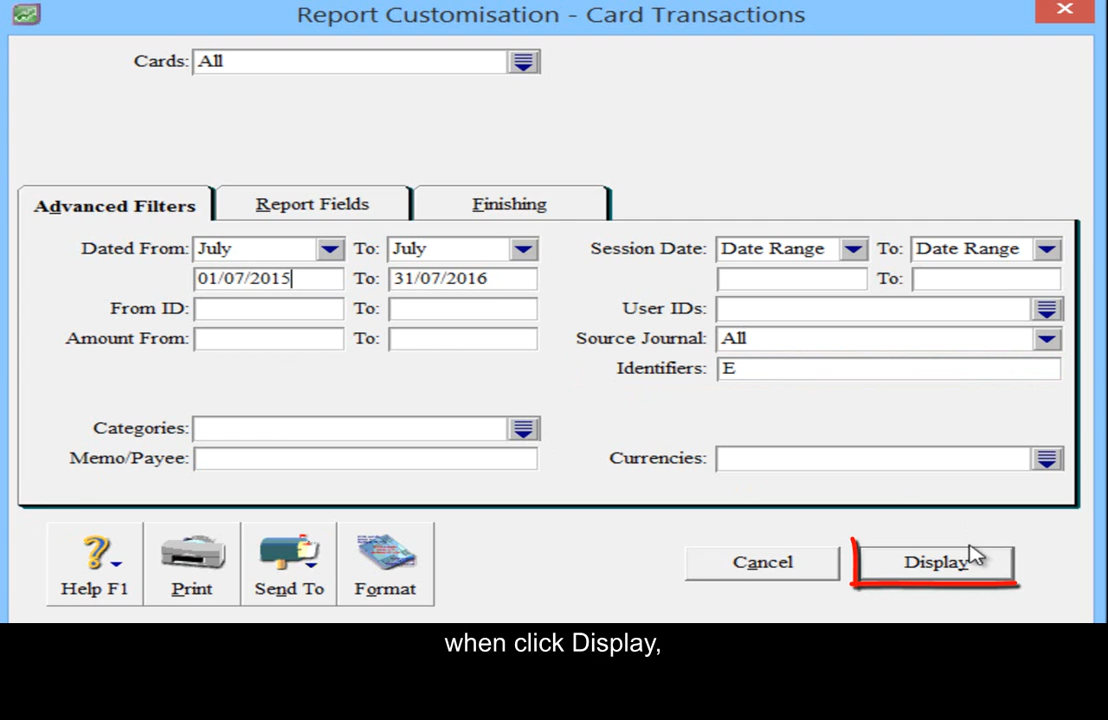 Report Customisation - Card Transactions
Cards: All
Advanced Filters Report Fields Finishing
Dated From: July To: July Session Date: Date Range To: Date Range
01/07/2015 To: 31/07/2016 To:
From ID: To: User IDs:
Amount From: To: Source Journal: All
Identifiers: E
Categories:
Memo/Payee: Currencies:
Help F1 Print Send To Format Cancel Display
when click Display,